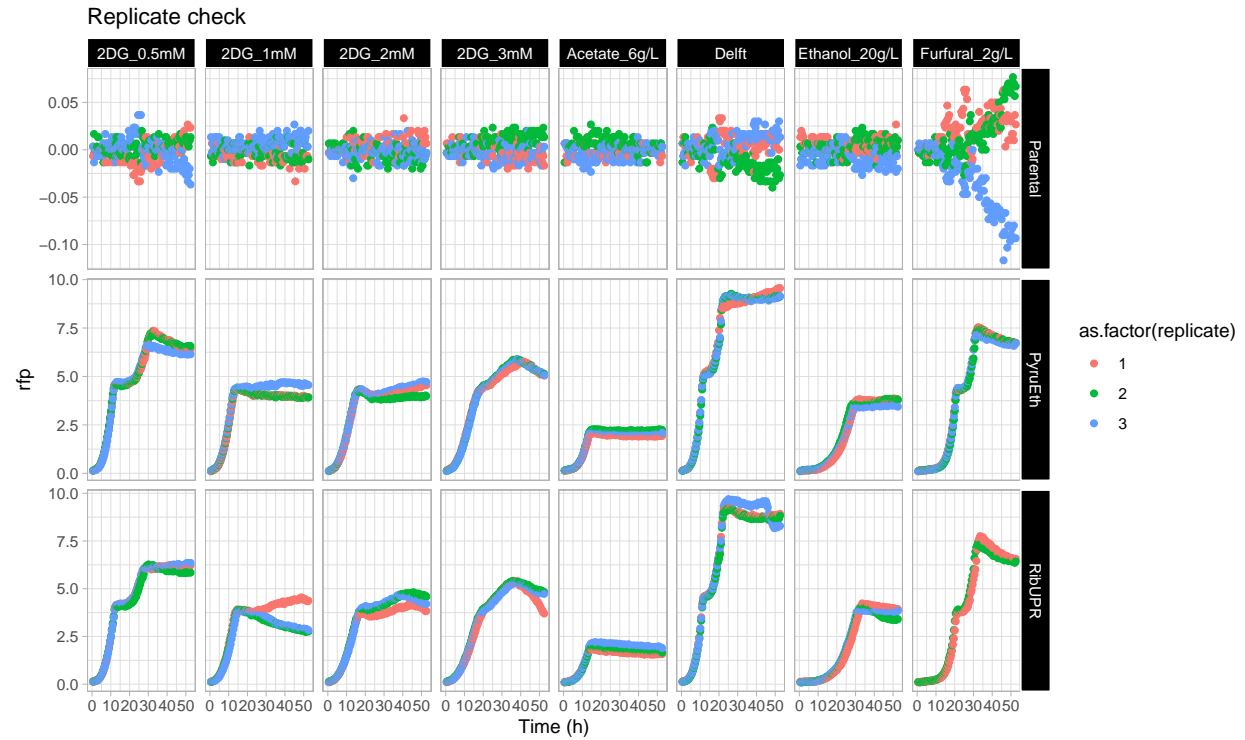 Replicate check
2DG_0.5mM 2DG_1mM 2DG_2mM 2DG_3mM Acetate_6g/L Delft Ethanol_20g/L Furfural_2g/L
0.05
0.00
−0.05
−0.10
Parental
10.0
7.5
5.0
2.5
0.0
PyruEth
10.0
7.5
5.0
2.5
0.0
RibUPR
rfp
0 1020304050 0 1020304050 0 1020304050 0 1020304050 0 1020304050 0 1020304050 0 1020304050 0 1020304050
Time (h)
as.factor(replicate)
1
2
3